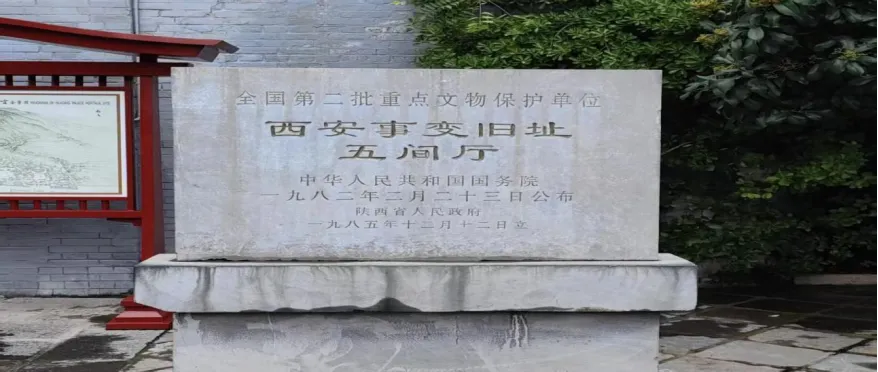 全国第二批重点文物保护单位
西安事变旧址
五间厅
中华人民共和国国务院
一九八二年二月二十三日公布
陕西省人民政府
一九八五年十二月十二日立